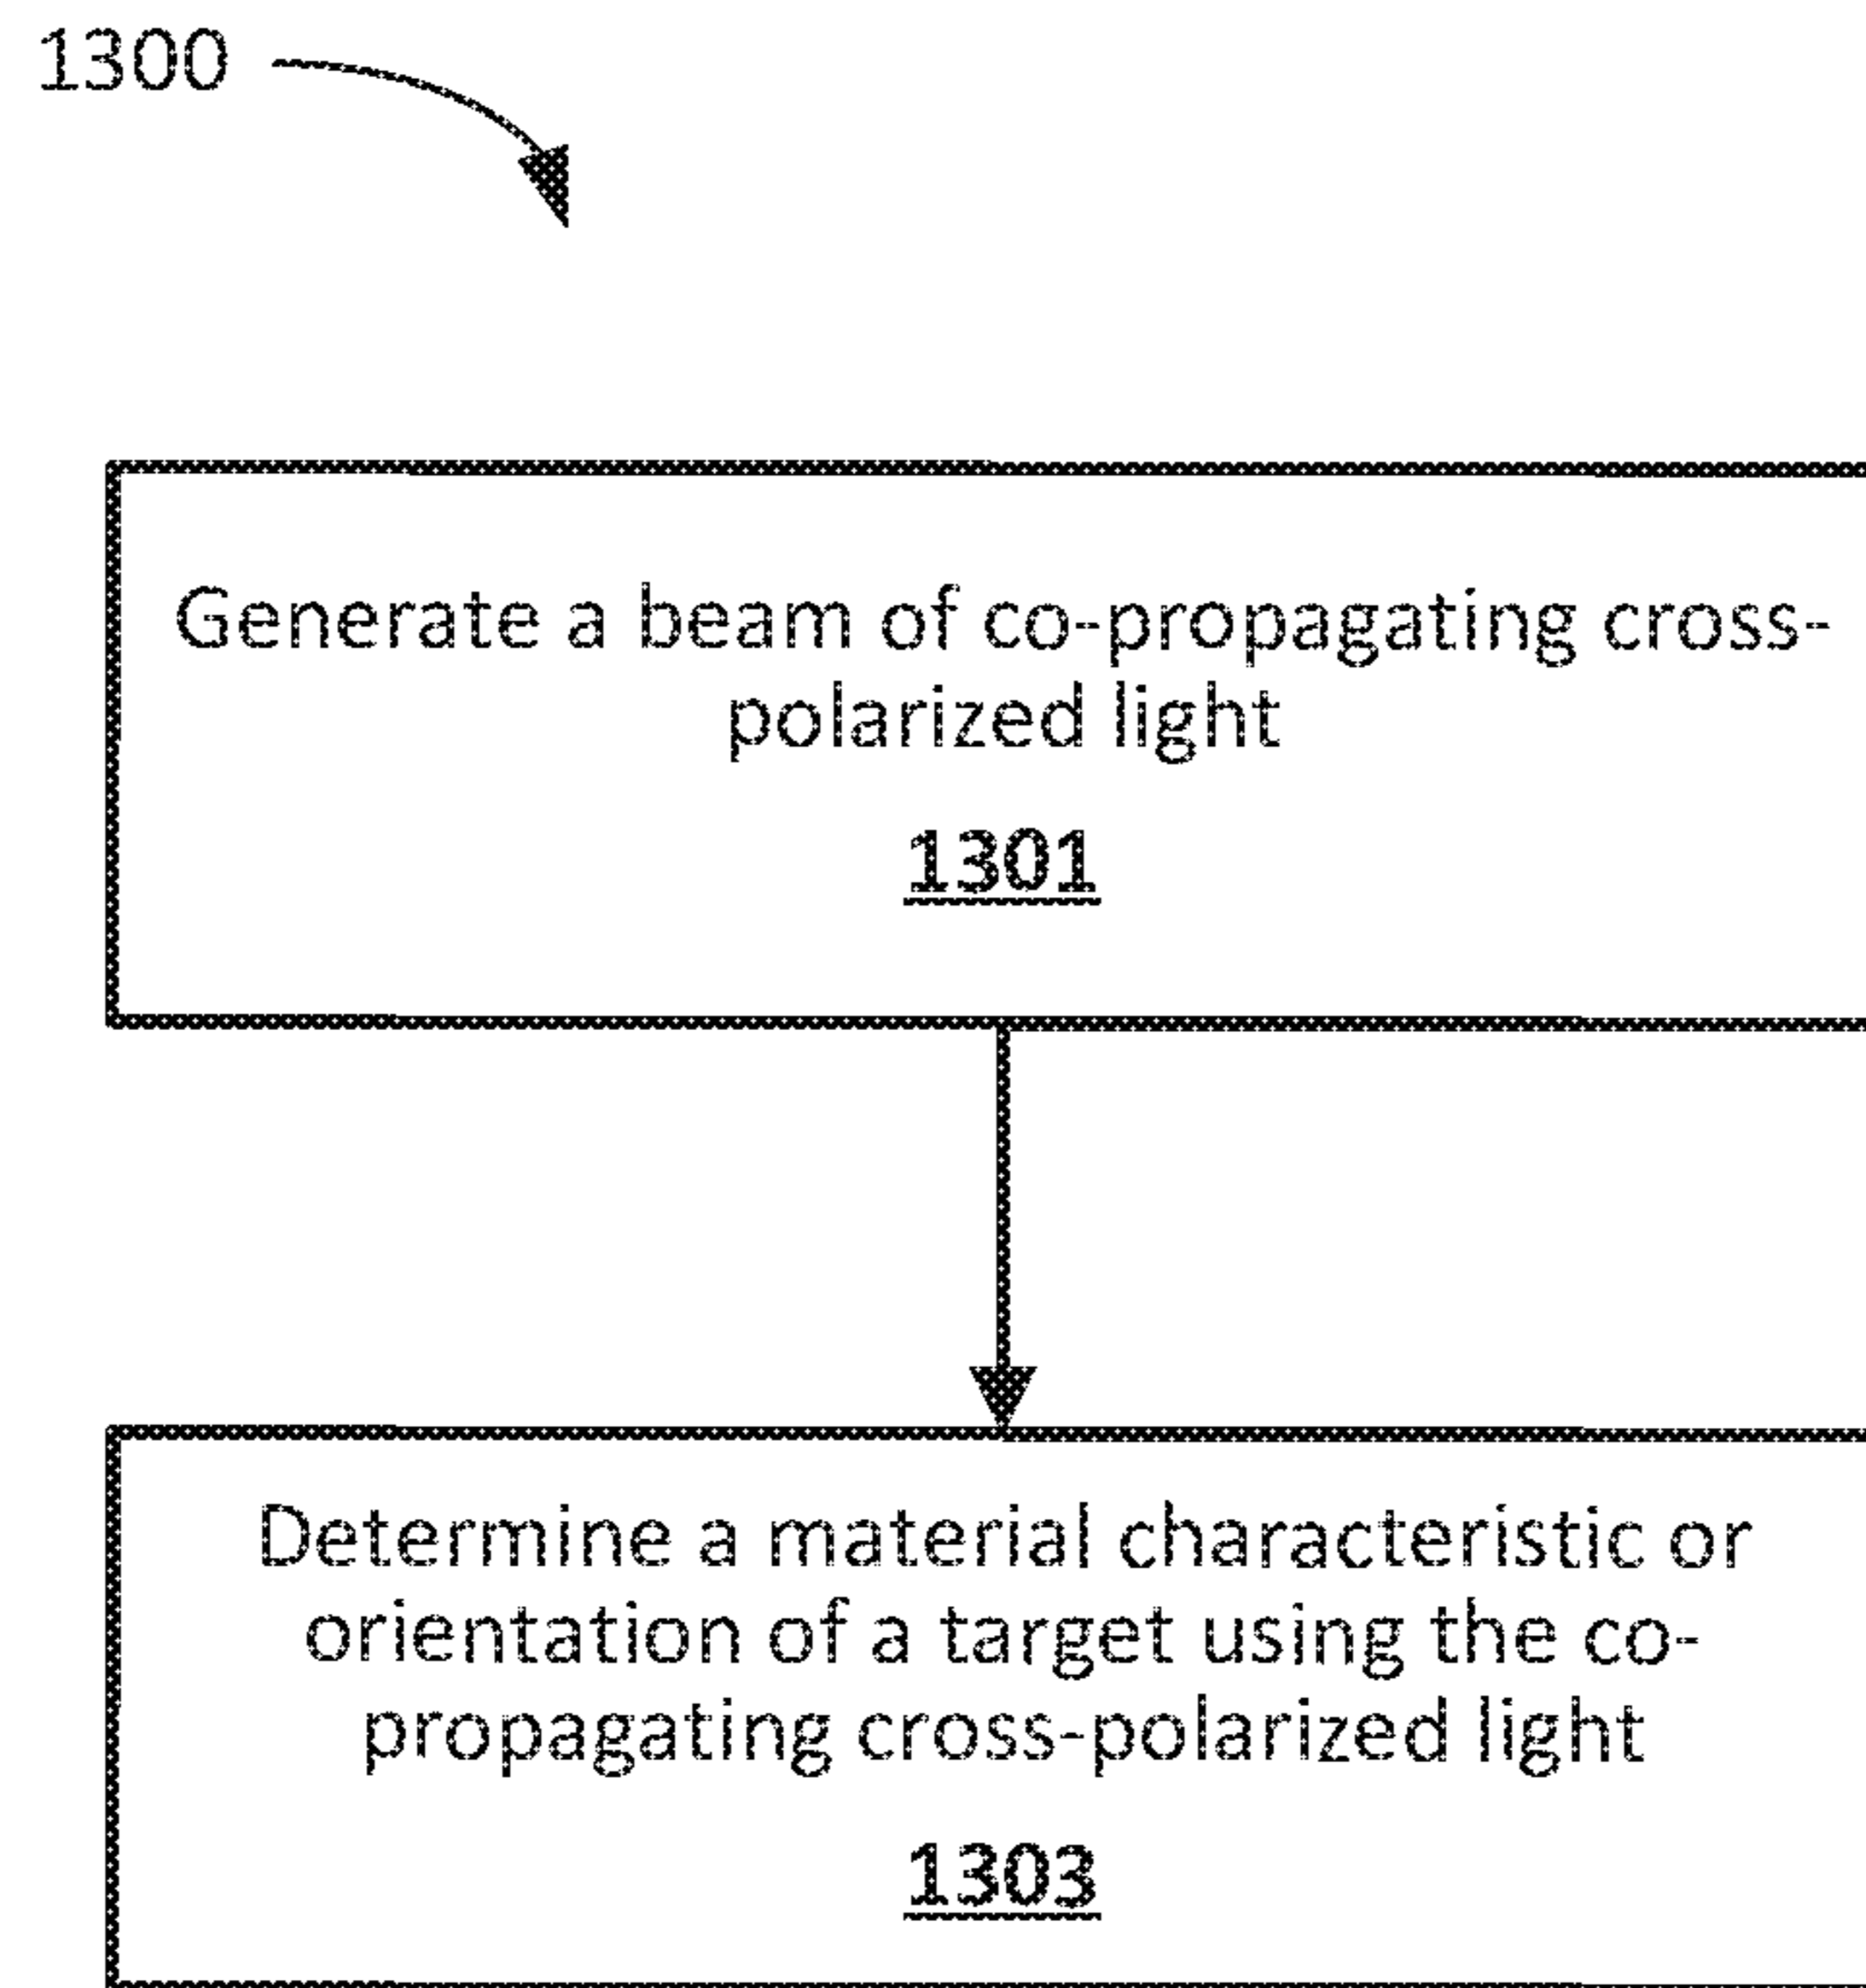 1300
Generate a beam of co-propagating cross-
polarized light
1301
Determine a material characteristic or
orientation of a target using the co-
propagating cross-polarized light
1303